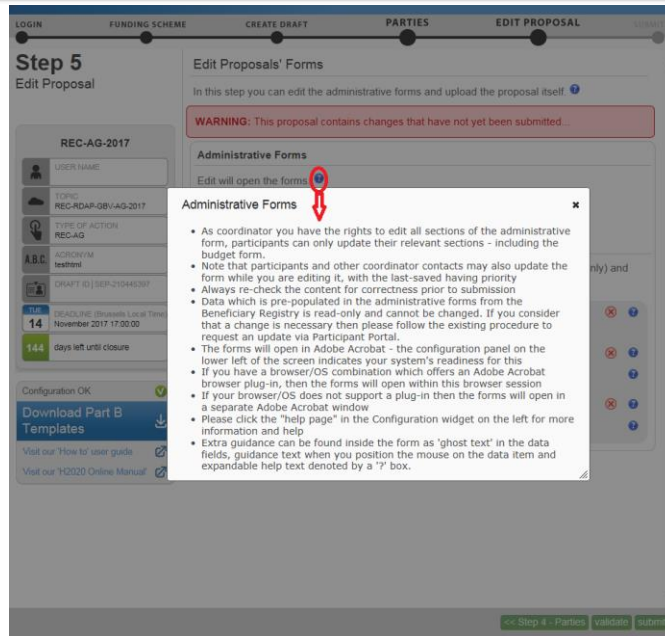 LOGIN
FUNDING SCHEME
CREATE DRAFT
PARTIES
EDIT PROPOSAL
SUBMIT
Step 5
Edit Proposal
Edit Proposals' Forms
In this step you can edit the administrative forms and upload the proposal itself.
WARNING: This proposal contains changes that have not yet been submitted...
REC-AG-2017
USER NAME
TOPIC
REC-RDAP-GBV-AG-2017
TYPE OF ACTION
REC-AG
A.B.C.
ACRONYM
testhtml
DRAFT ID | SEP-210445397
TUE
14
DEADLINE (Brussels Local Time)
November 2017 17:00:00
144
days left until closure
Configuration OK
Download Part B
Templates
Visit our 'How to' user guide
Visit our 'H2020 Online Manual'
Administrative Forms
Edit will open the forms
Administrative Forms
• As coordinator you have the rights to edit all sections of the administrative
form, participants can only update their relevant sections - including the
budget form.
• Note that participants and other coordinator contacts may also update the
form while you are editing it, with the last-saved having priority
• Always re-check the content for correctness prior to submission
• Data which is pre-populated in the administrative forms from the
Beneficiary Registry is read-only and cannot be changed. If you consider
that a change is necessary then please follow the existing procedure to
request an update via Participant Portal.
• The forms will open in Adobe Acrobat - the configuration panel on the
lower left of the screen indicates your system's readiness for this
• If you have a browser/OS combination which offers an Adobe Acrobat
browser plug-in, then the forms will open within this browser session
• If your browser/OS does not support a plug-in then the forms will open in
a separate Adobe Acrobat window
• Please click the "help page" in the Configuration widget on the left for more
information and help
• Extra guidance can be found inside the form as 'ghost text' in the data
fields, guidance text when you position the mouse on the data item and
expandable help text denoted by a '?' box.
nly) and
<< Step 4 - Parties
validate
submit